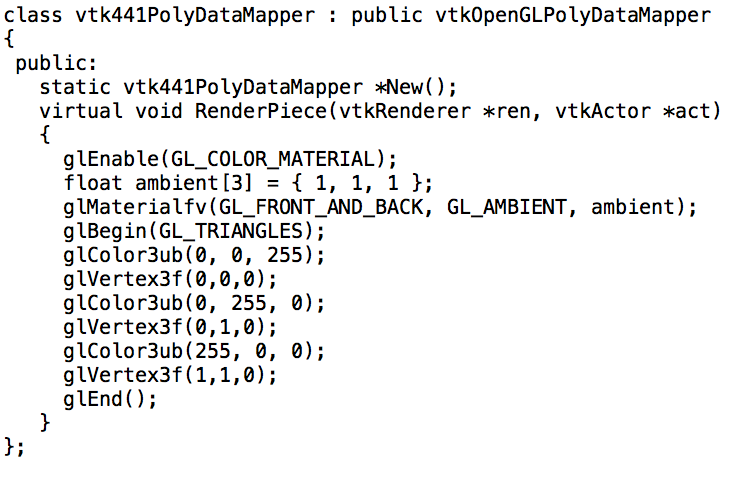 class vtk441PolyDataMapper : public vtkOpenGLPolyDataMapper
{
 public:
   static vtk441PolyDataMapper *New();
   virtual void RenderPiece(vtkRenderer *ren, vtkActor *act)
   {
     glEnable(GL_COLOR_MATERIAL);
     float ambient[3] = { 1, 1, 1 };
     glMaterialfv(GL_FRONT_AND_BACK, GL_AMBIENT, ambient);
     glBegin(GL_TRIANGLES);
     glColor3ub(0, 0, 255);
     glVertex3f(0,0,0);
     glColor3ub(0, 255, 0);
     glVertex3f(0,1,0);
     glColor3ub(255, 0, 0);
     glVertex3f(1,1,0);
     glEnd();
   }
};